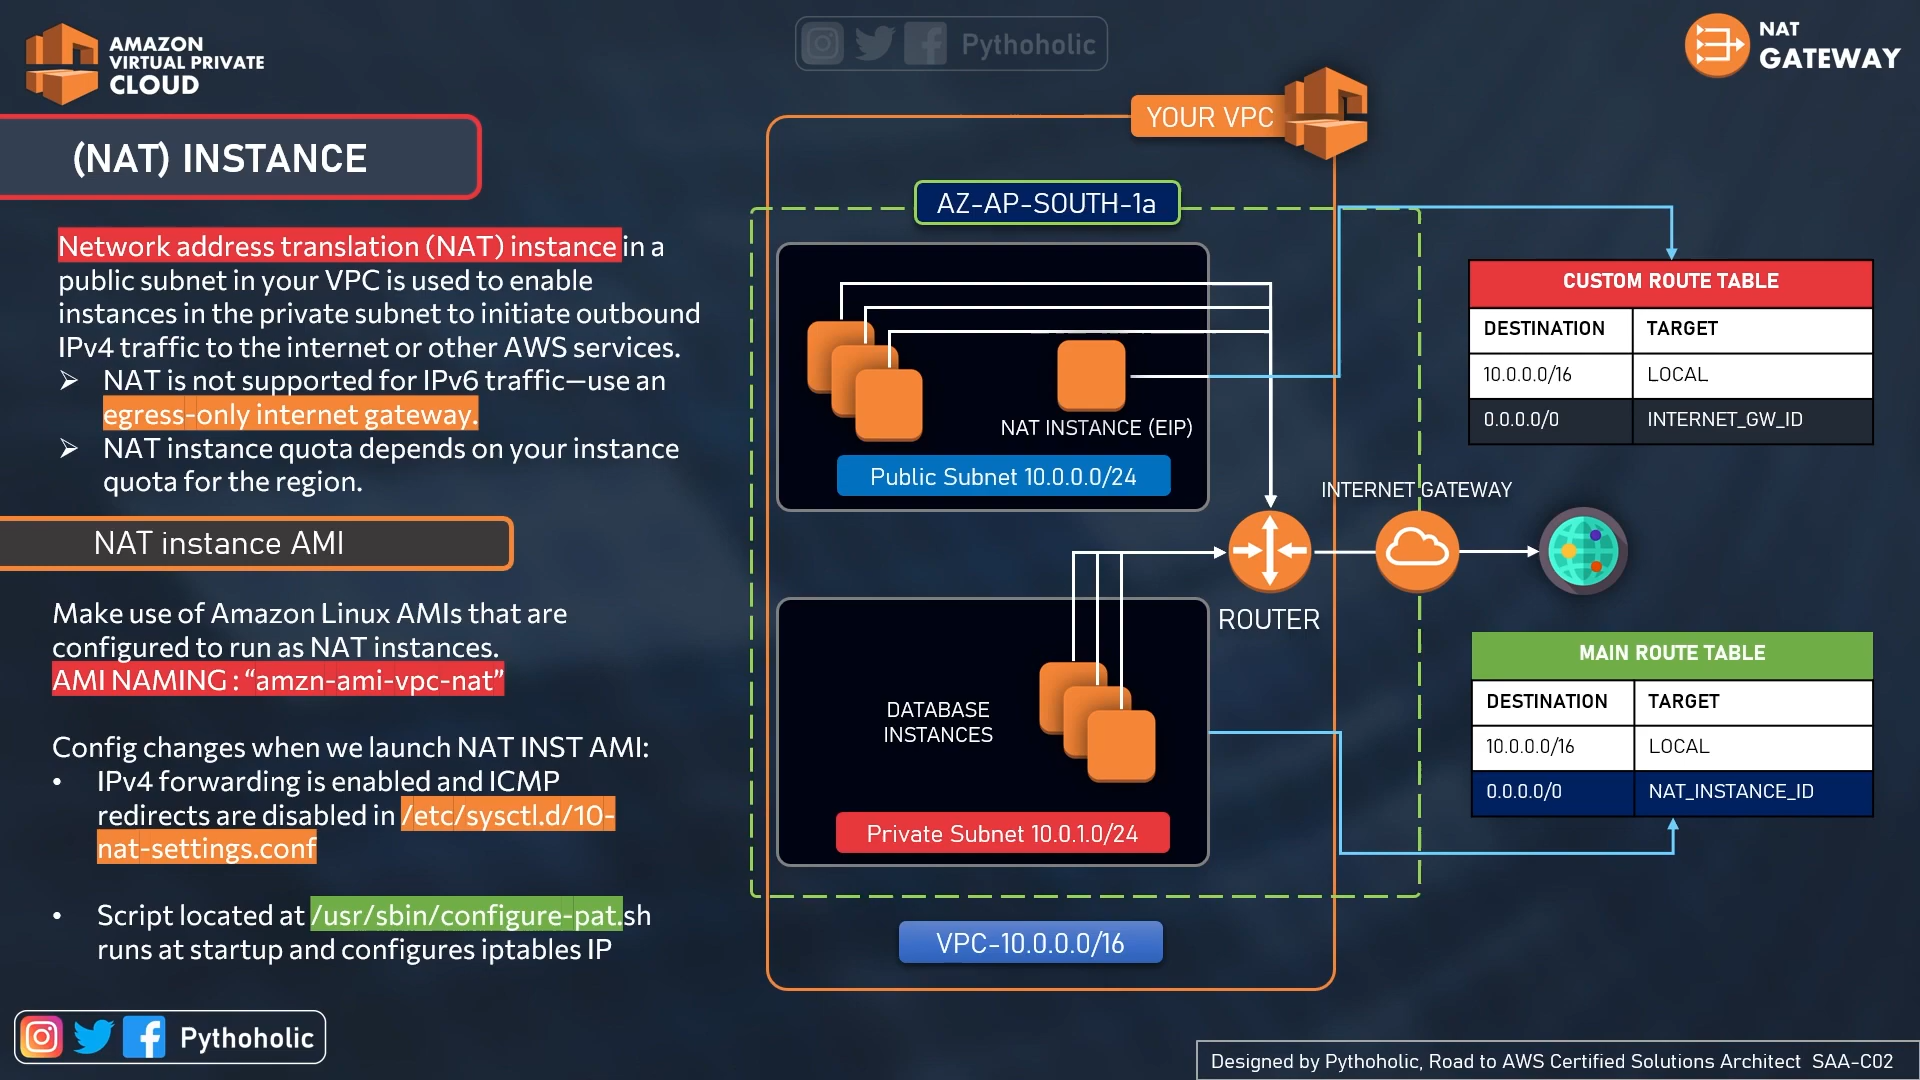 AMAZON
VIRTUAL PRIVATE
CLOUD
Pythoholic
NAT
GATEWAY
(NAT) INSTANCE
Network address translation (NAT) instance in a
public subnet in your VPC is used to enable
instances in the private subnet to initiate outbound
IPv4 traffic to the internet or other AWS services.
➢ NAT is not supported for IPv6 traffic—use an
egress-only internet gateway.
➢ NAT instance quota depends on your instance
quota for the region.
NAT instance AMI
Make use of Amazon Linux AMIs that are
configured to run as NAT instances.
AMI NAMING : “amzn-ami-vpc-nat”
Config changes when we launch NAT INST AMI:
• IPv4 forwarding is enabled and ICMP
redirects are disabled in /etc/sysctl.d/10-
nat-settings.conf
• Script located at /usr/sbin/configure-pat.sh
runs at startup and configures iptables IP
YOUR VPC
AZ-AP-SOUTH-1a
NAT INSTANCE (EIP)
Public Subnet 10.0.0.0/24
INTERNET GATEWAY
ROUTER
DATABASE
INSTANCES
Private Subnet 10.0.1.0/24
VPC-10.0.0.0/16
CUSTOM ROUTE TABLE
DESTINATION TARGET
10.0.0.0/16 LOCAL
0.0.0.0/0 INTERNET_GW_ID
MAIN ROUTE TABLE
DESTINATION TARGET
10.0.0.0/16 LOCAL
0.0.0.0/0 NAT_INSTANCE_ID
Pythoholic
Designed by Pythoholic, Road to AWS Certified Solutions Architect SAA-C02